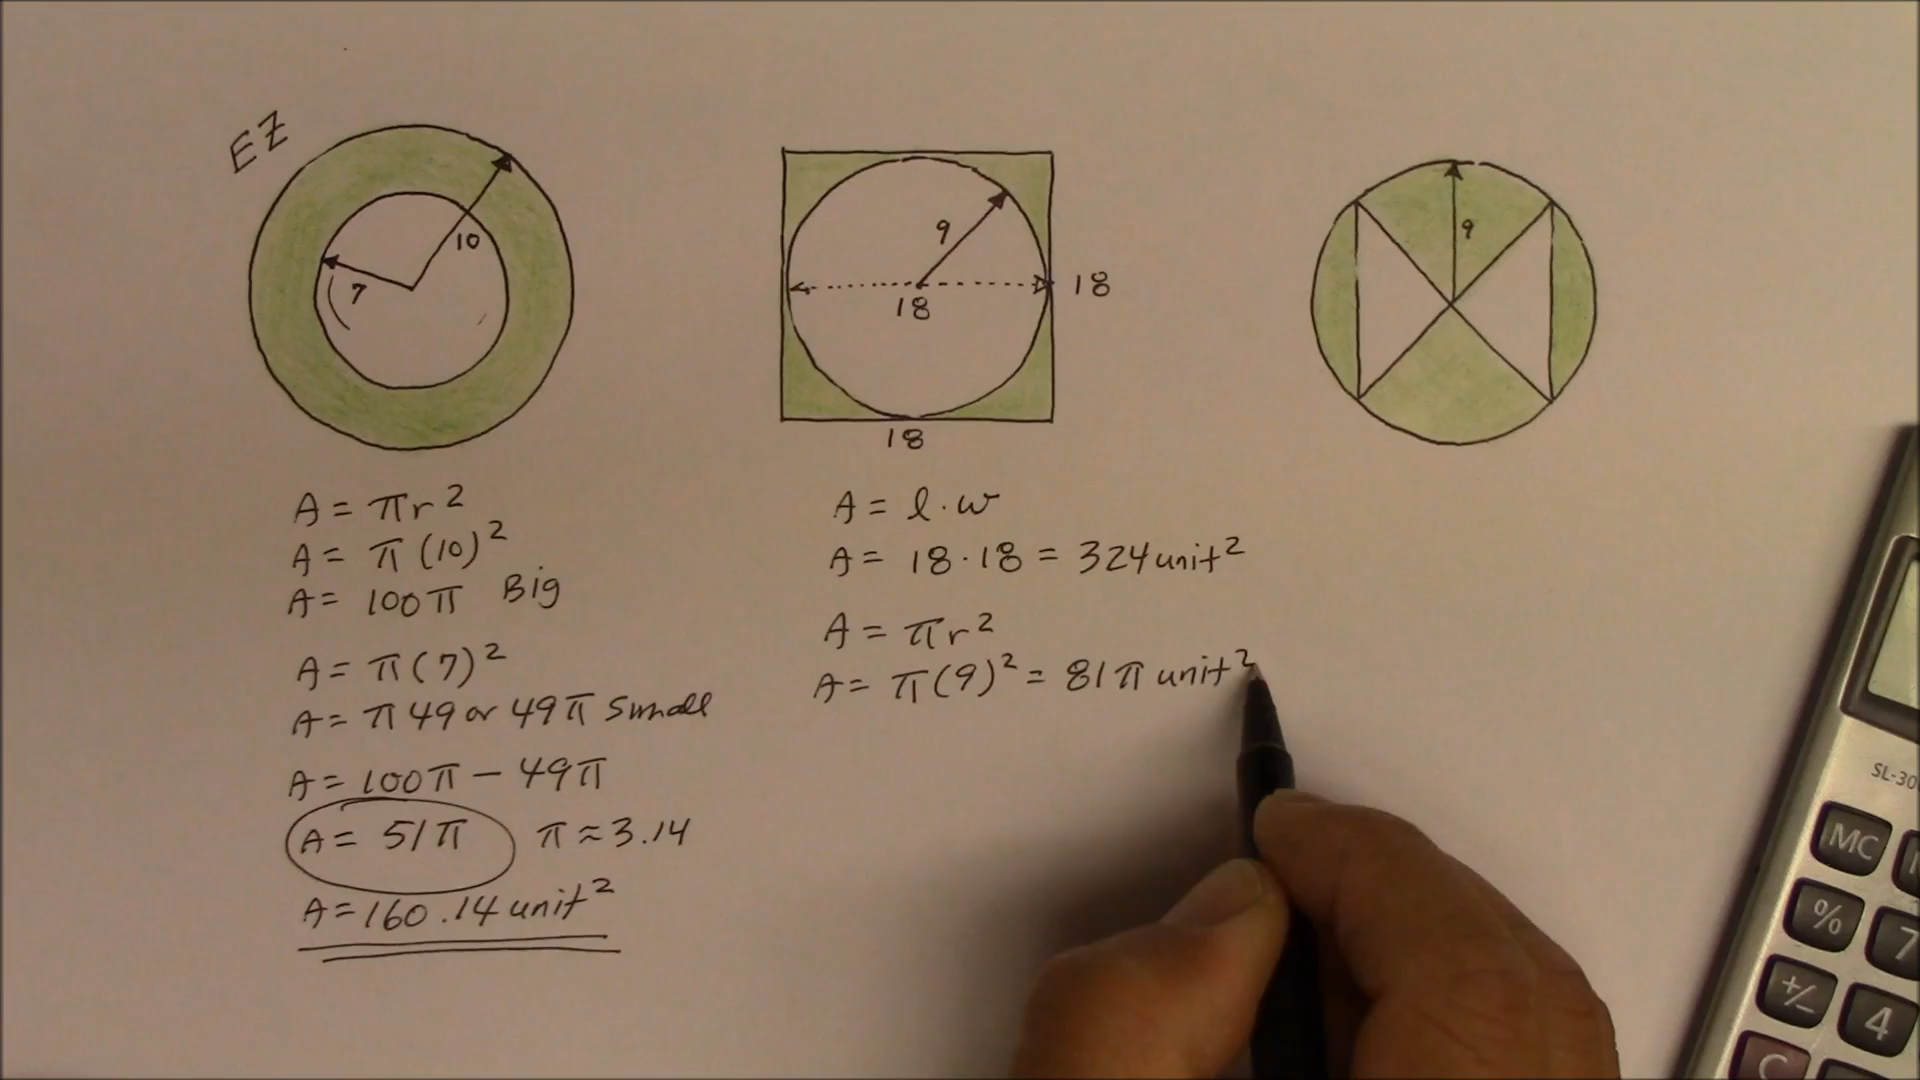 EZ
10
7
9
18
18
18
9
A = πr²
A = π(10)²
A = 100π Big
A = π(7)²
A = π49 or 49π Small
A = 100π − 49π
A = 51π π ≈ 3.14
A = 160.14 unit²
A = l·w
A = 18·18 = 324 unit²
A = πr²
A = π(9)² = 81π unit²
SL-30
MC
%
7
+/−
4
C